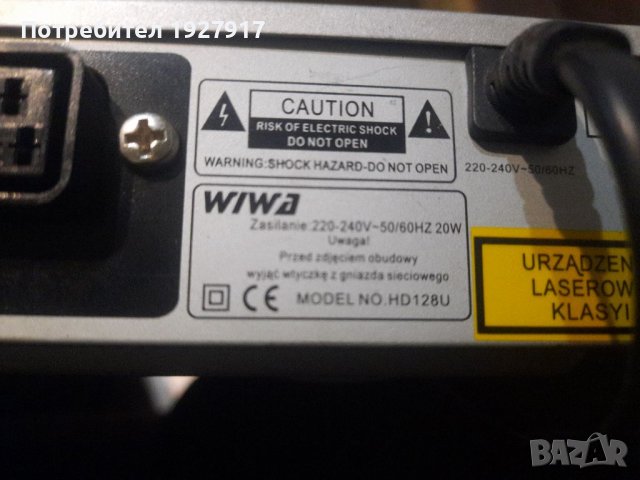 Потребител 1927917
CAUTION
RISK OF ELECTRIC SHOCK
DO NOT OPEN
WARNING:SHOCK HAZARD-DO NOT OPEN
220-240V~50/60HZ
WIWA
Zasilanie:220-240V~50/60HZ 20W
Uwaga!
Przed zdjęciem obudowy
wyjąć wtyczkę z gniazda sieciowego
CE MODEL NO.HD128U
URZĄDZEN
LASEROW
KLASYI
BAZAR